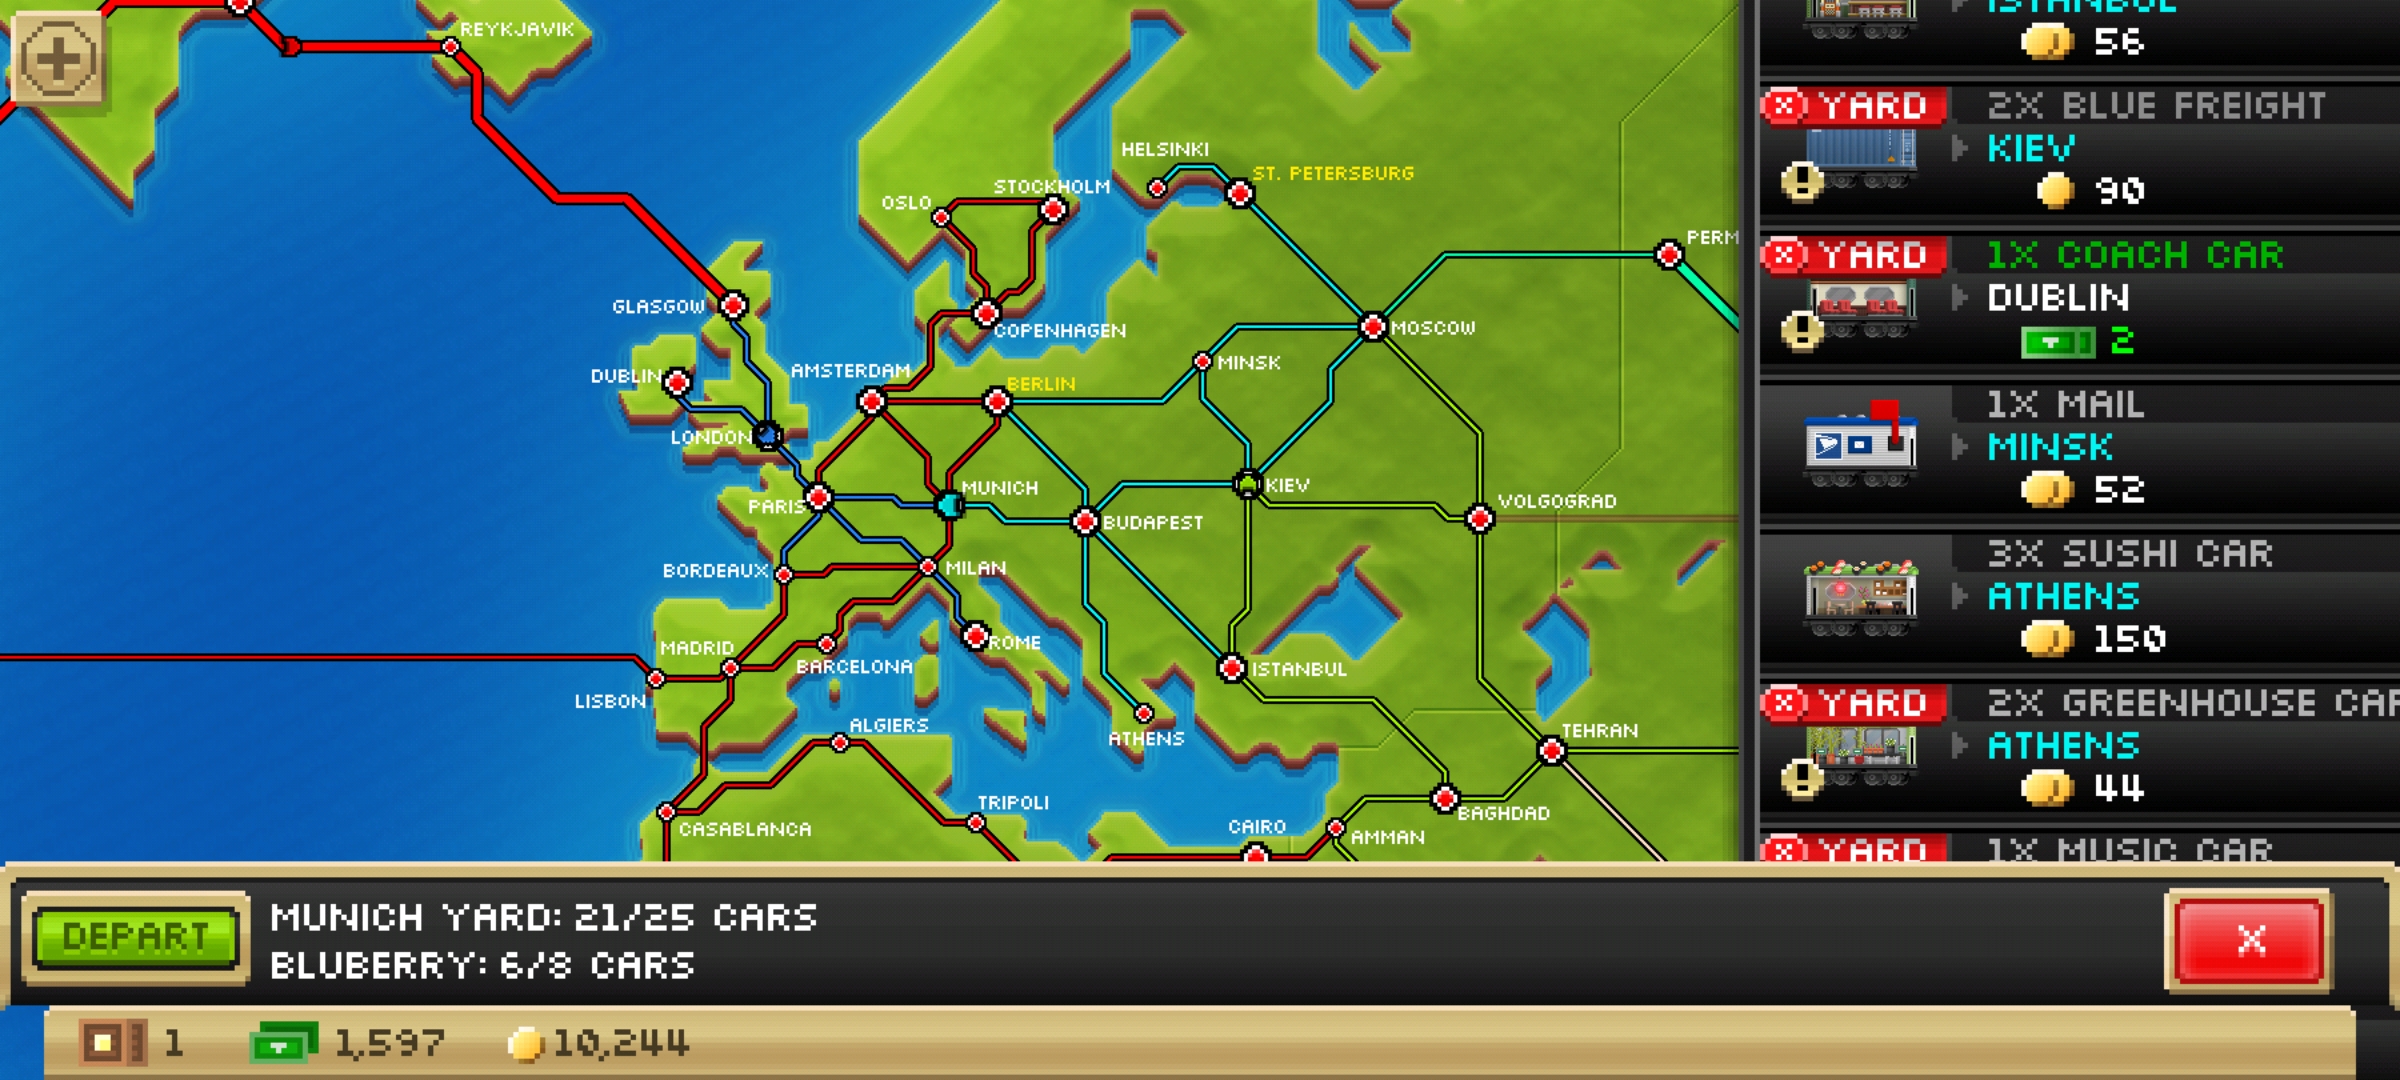 REYKJAVIK
HELSINKI
ST. PETERSBURG
STOCKHOLM
OSLO
PERM
GLASGOW
COPENHAGEN
MOSCOW
MINSK
AMSTERDAM
DUBLIN
BERLIN
LONDON
MUNICH
KIEV
PARIS
BUDAPEST
VOLGOGRAD
BORDEAUX
MILAN
MADRID
ROME
BARCELONA
ISTANBUL
LISBON
ALGIERS
ATHENS
TEHRAN
TRIPOLI
CASABLANCA
CAIRO
AMMAN
BAGHDAD
ISTANBUL
56
YARD
2X BLUE FREIGHT
KIEV
90
YARD
1X COACH CAR
DUBLIN
2
1X MAIL
MINSK
52
3X SUSHI CAR
ATHENS
150
YARD
2X GREENHOUSE CAR
ATHENS
44
YARD
1X MUSIC CAR
DEPART
MUNICH YARD: 21/25 CARS
BLUBERRY: 6/8 CARS
X
1
1,597
10,244